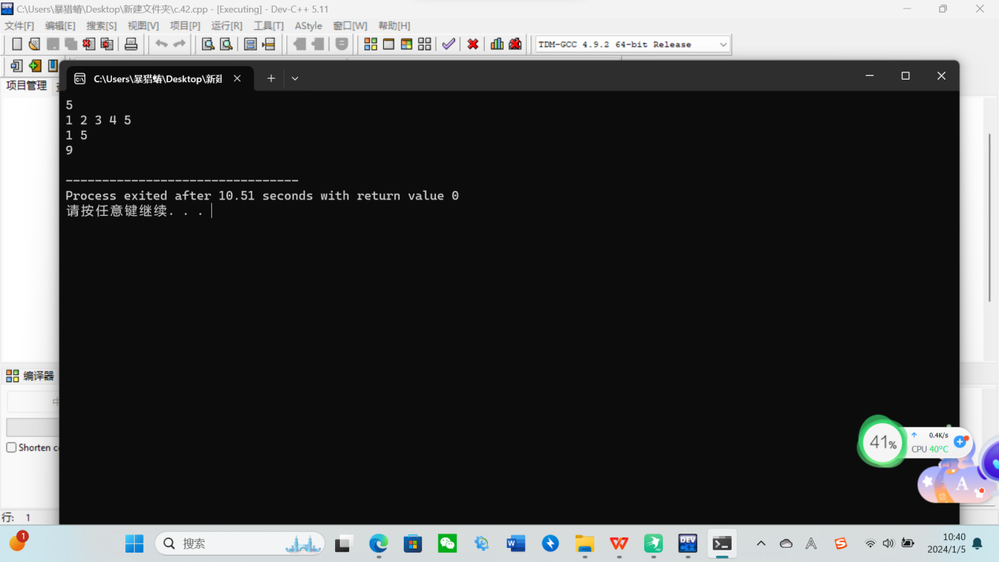 C:\Users\暴猎蝽\Desktop\新建文件夹\c.42.cpp - [Executing] - Dev-C++ 5.11
文件[F] 编辑[E] 搜索[S] 视图[V] 项目[P] 运行[R] 工具[T] AStyle 窗口[W] 帮助[H]
TDM-GCC 4.9.2 64-bit Release
项目管理
C:\Users\暴猎蝽\Desktop\新
5
1 2 3 4 5
1 5
9
--------------------------------
Process exited after 10.51 seconds with return value 0
请按任意键继续. . .
编译器
Shorten
41%
0.4K/s
CPU 40°C
A
行: 1
1
搜索
DEV
10:40
2024/1/5